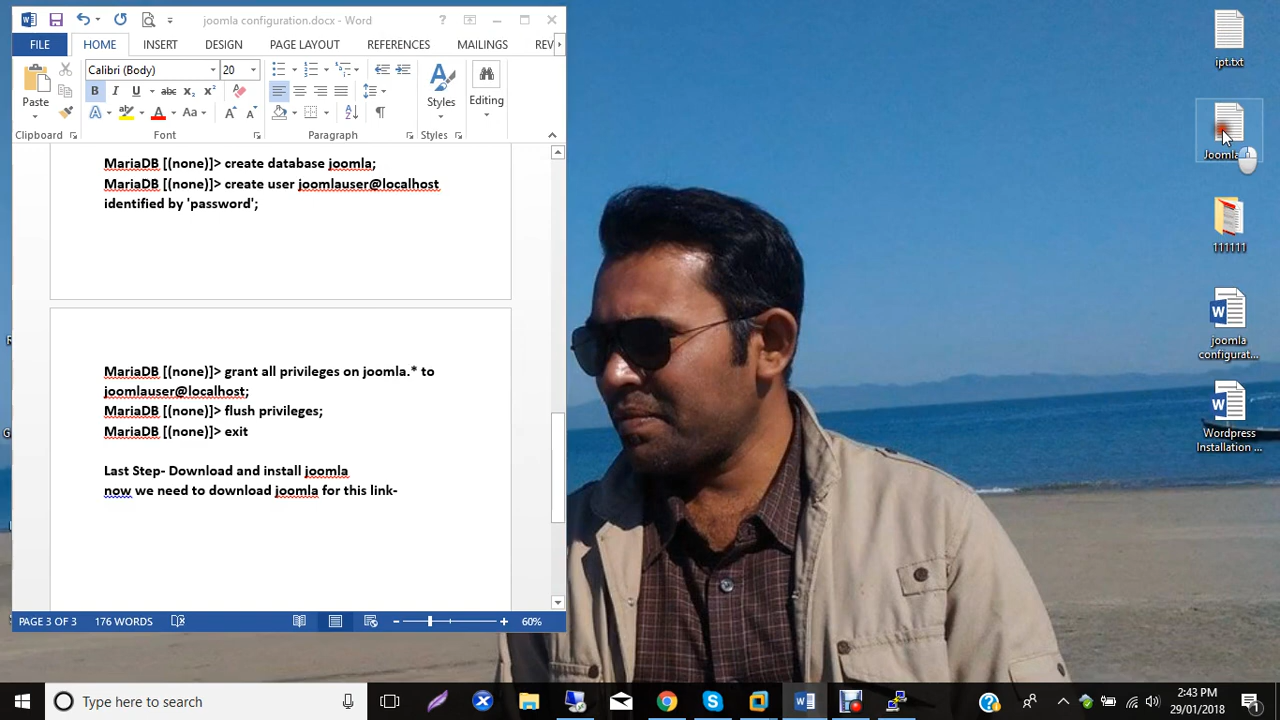 joomla configuration.docx - Word
FILE
HOME
INSERT
DESIGN
PAGE LAYOUT
REFERENCES
MAILINGS
REV
Calibri (Body)
20
Paste
Styles
Editing
Clipboard
Font
Paragraph
Styles
MariaDB [(none)]> create database joomla;
MariaDB [(none)]> create user joomlauser@localhost
identified by 'password';
MariaDB [(none)]> grant all privileges on joomla.* to
joomlauser@localhost;
MariaDB [(none)]> flush privileges;
MariaDB [(none)]> exit
Last Step- Download and install joomla
now we need to download joomla for this link-
PAGE 3 OF 3
176 WORDS
60%
ipt.txt
111111
joomla
configurat...
Wordpress
Installation ...
Type here to search
2:43 PM
29/01/2018